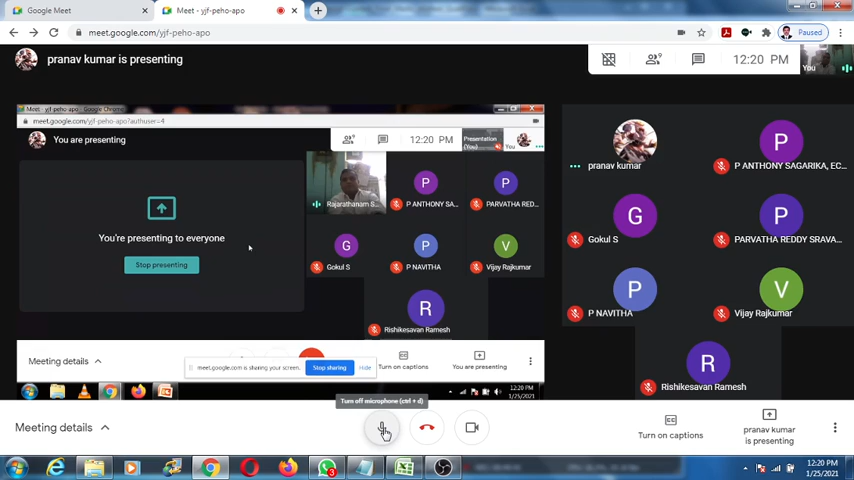 Google Meet
Meet - yjf-peho-apo
meet.google.com/yjf-peho-apo
Paused
pranav kumar is presenting
12:20 PM
You
Meet - yjf-peho-apo - Google Chrome
meet.google.com/yjf-peho-apo?authuser=4
You are presenting
12:20 PM
Presentation (You)
You
You're presenting to everyone
Stop presenting
Rajarathanam S...
P
P ANTHONY SA...
P
PARVATHA RED...
G
Gokul S
P
P NAVITHA
V
Vijay Rajkumar
R
Rishikesavan Ramesh
Meeting details
meet.google.com is sharing your screen.
Stop sharing
Hide
Turn on captions
You are presenting
12:20 PM
1/25/2021
pranav kumar
P
P ANTHONY SAGARIKA, EC...
G
Gokul S
P
PARVATHA REDDY SRAVA...
P
P NAVITHA
V
Vijay Rajkumar
R
Rishikesavan Ramesh
Turn off microphone (ctrl + d)
Meeting details
Turn on captions
pranav kumar
is presenting
3
12:20 PM
1/25/2021